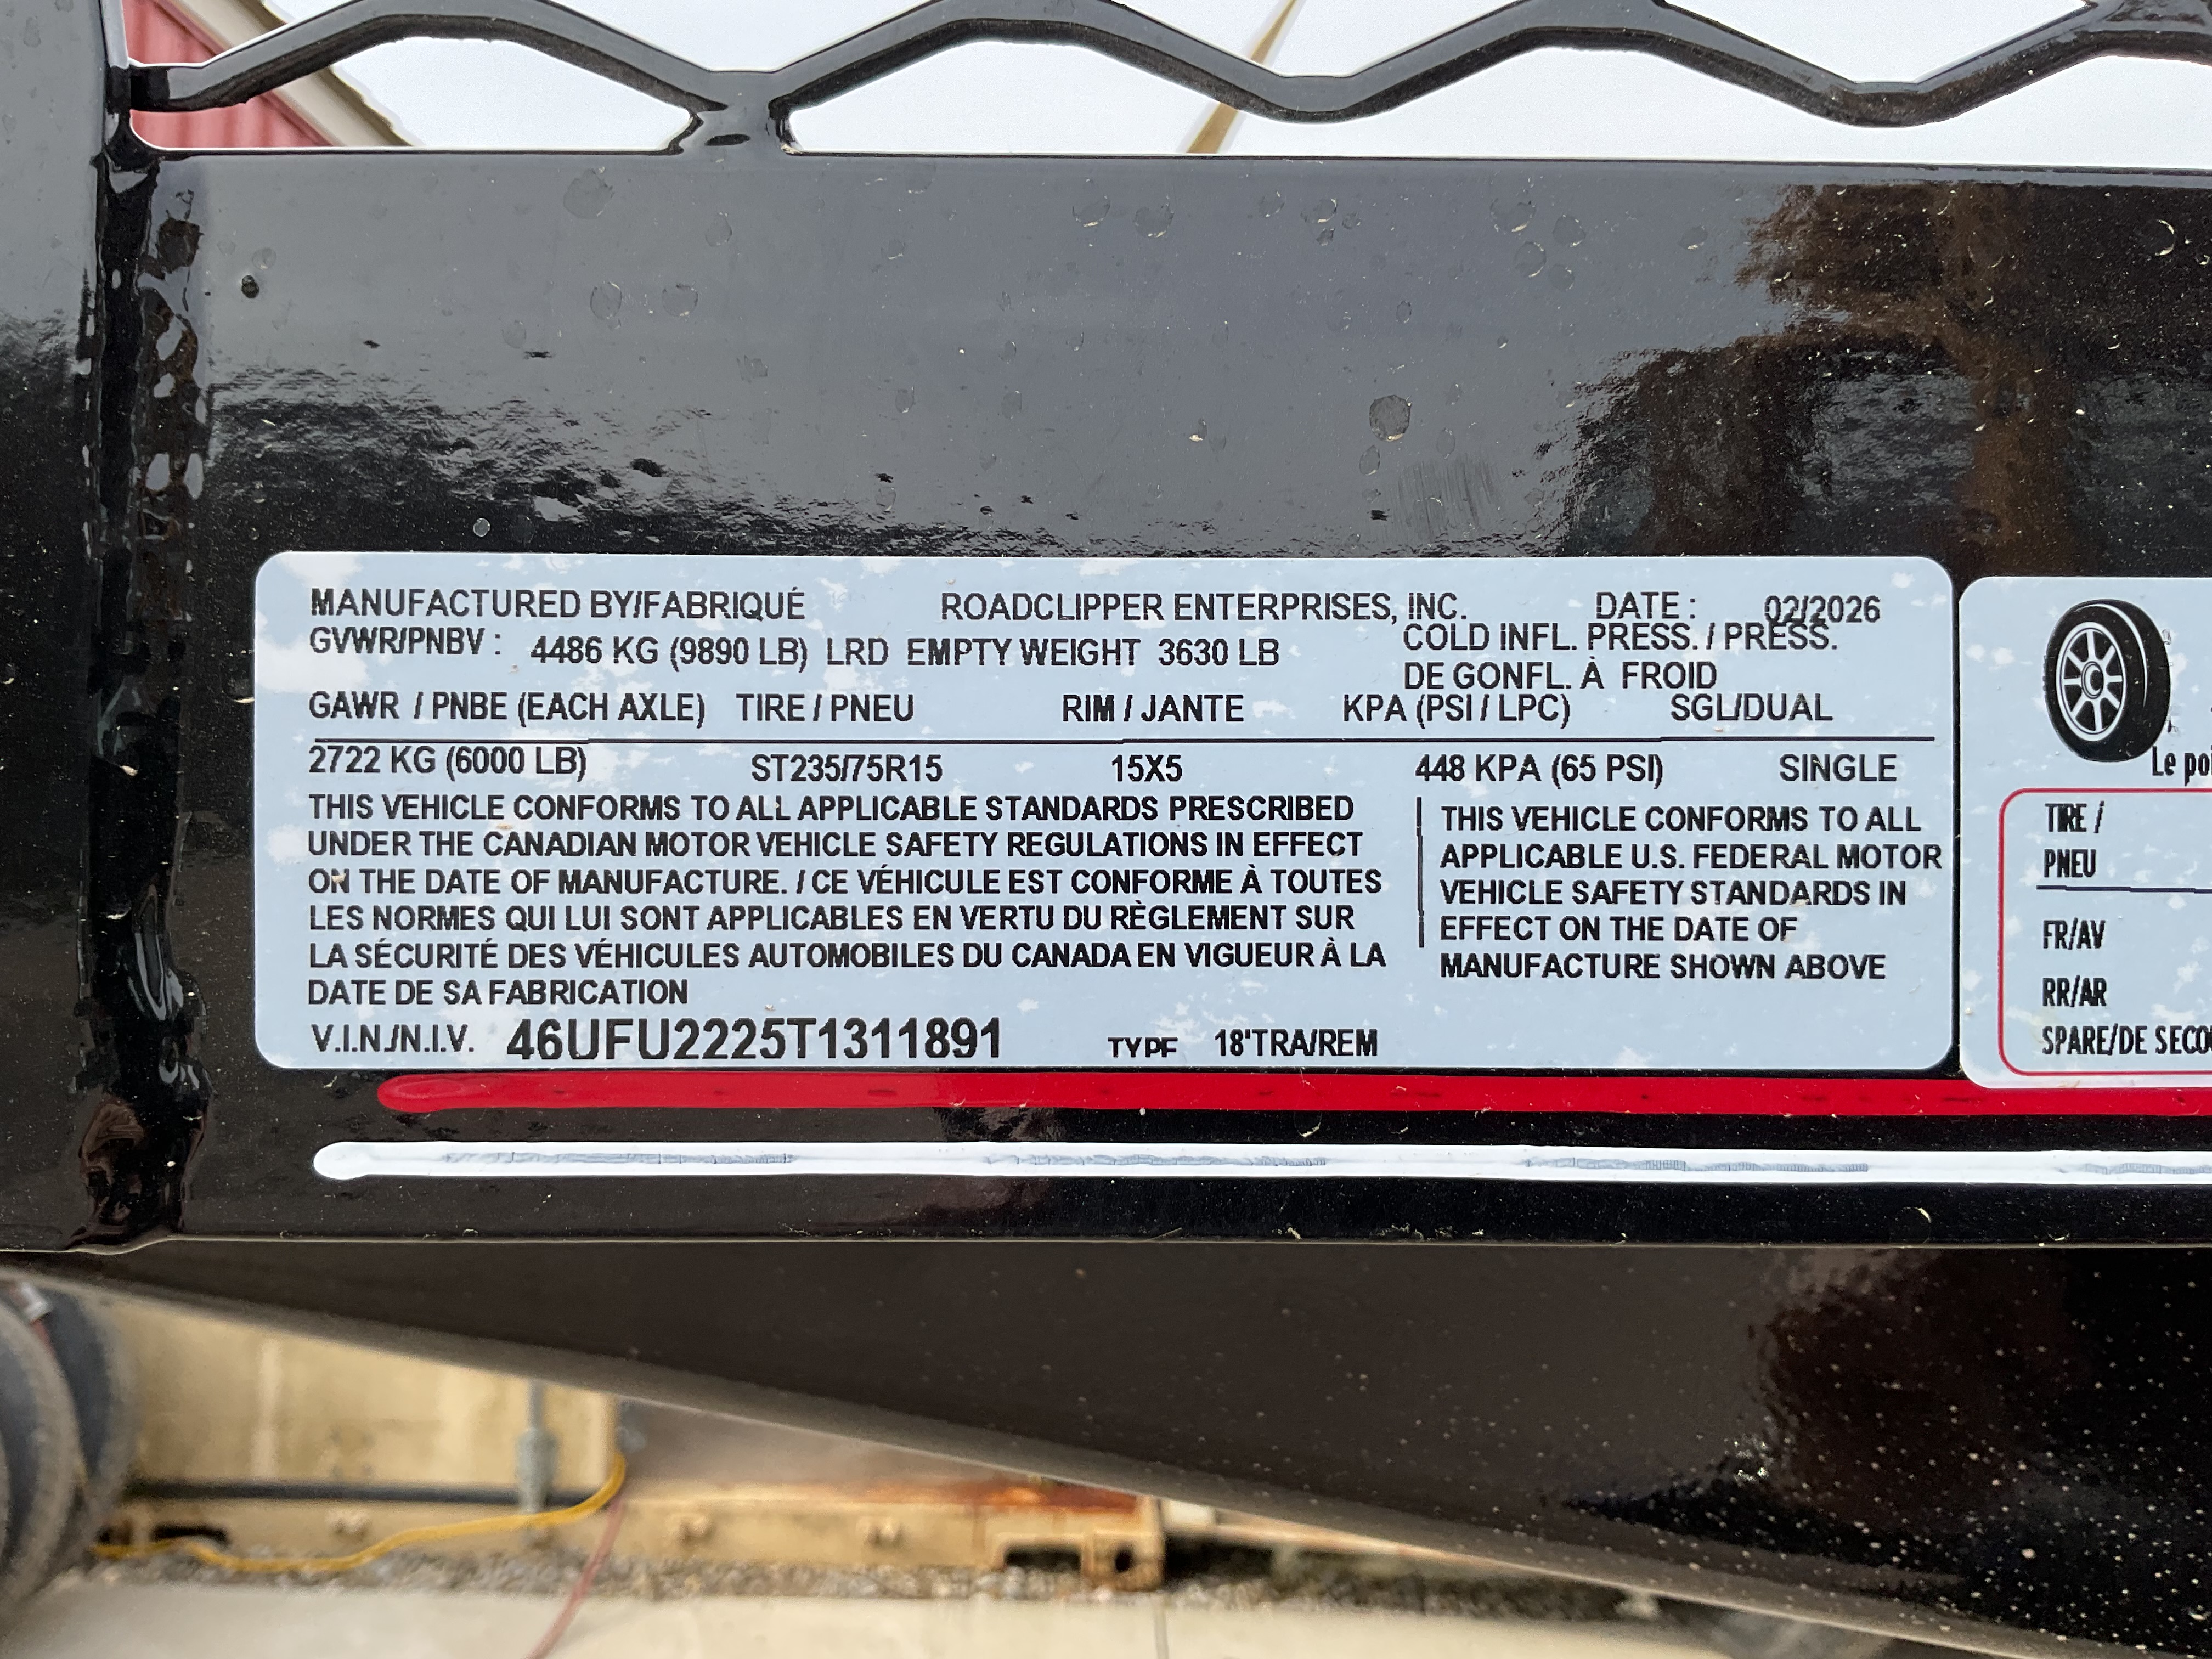 MANUFACTURED BY/FABRIQUÉ ROADCLIPPER ENTERPRISES, INC. DATE : 02/2026
GVWR/PNBV : 4486 KG (9890 LB) LRD EMPTY WEIGHT 3630 LB
COLD INFL. PRESS. / PRESS.
DE GONFL. À FROID
GAWR / PNBE (EACH AXLE) TIRE / PNEU RIM / JANTE KPA (PSI / LPC) SGL/DUAL
2722 KG (6000 LB) ST235/75R15 15X5 448 KPA (65 PSI) SINGLE
THIS VEHICLE CONFORMS TO ALL APPLICABLE STANDARDS PRESCRIBED
UNDER THE CANADIAN MOTOR VEHICLE SAFETY REGULATIONS IN EFFECT
ON THE DATE OF MANUFACTURE. / CE VÉHICULE EST CONFORME À TOUTES
LES NORMES QUI LUI SONT APPLICABLES EN VERTU DU RÈGLEMENT SUR
LA SÉCURITÉ DES VÉHICULES AUTOMOBILES DU CANADA EN VIGUEUR À LA
DATE DE SA FABRICATION
THIS VEHICLE CONFORMS TO ALL
APPLICABLE U.S. FEDERAL MOTOR
VEHICLE SAFETY STANDARDS IN
EFFECT ON THE DATE OF
MANUFACTURE SHOWN ABOVE
V.I.N./N.I.V. 46UFU2225T1311891 TYPE 18'TRA/REM
Le
TIRE /
PNEU
FR/AV
RR/AR
SPARE/DE